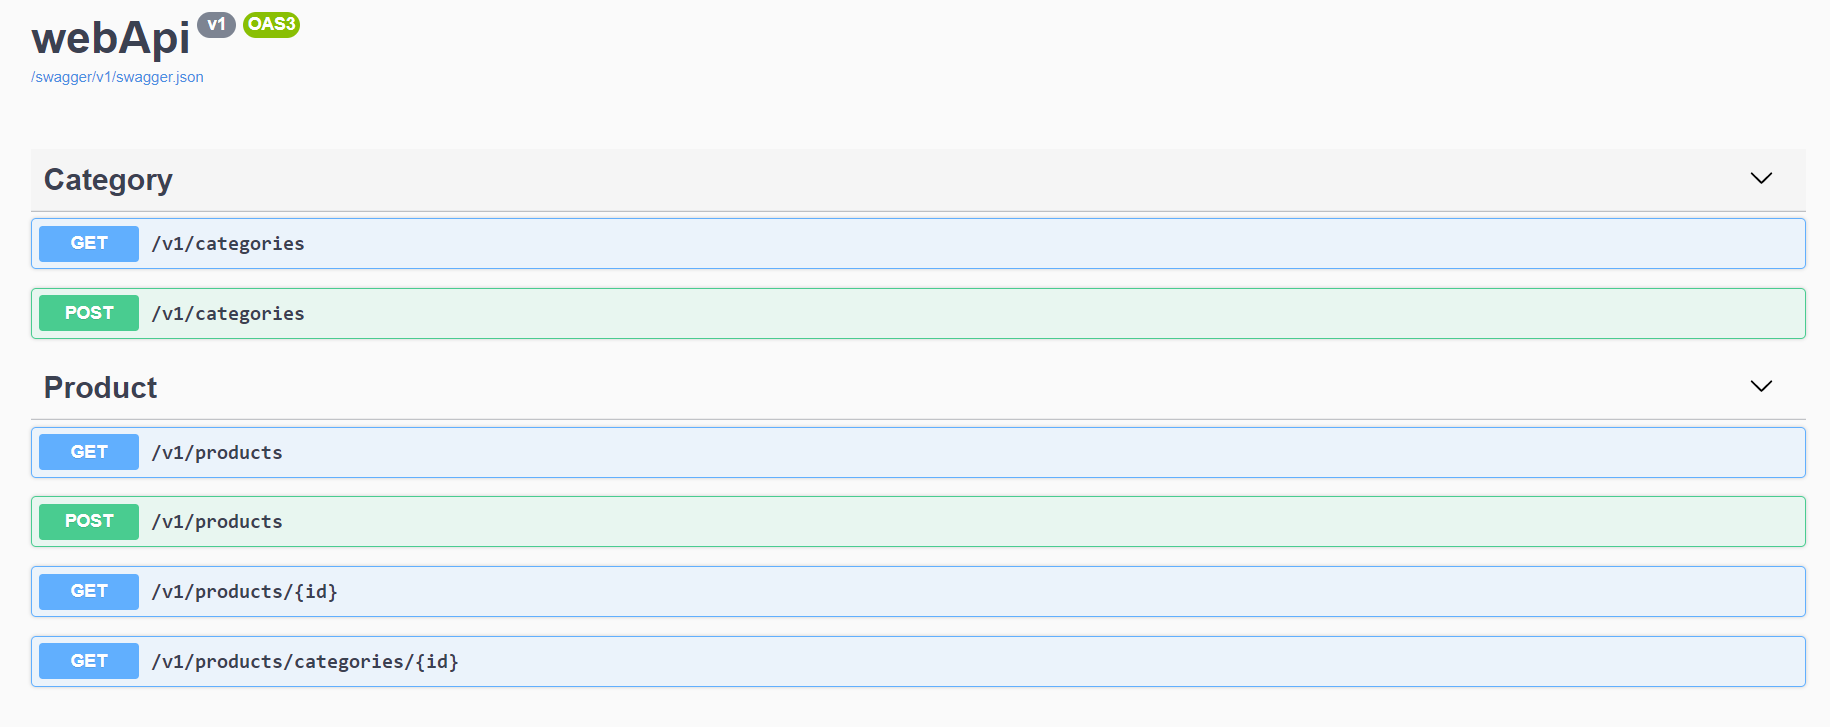 webApi v1 OAS3
/swagger/v1/swagger.json
Category
GET /v1/categories
POST /v1/categories
Product
GET /v1/products
POST /v1/products
GET /v1/products/{id}
GET /v1/products/categories/{id}